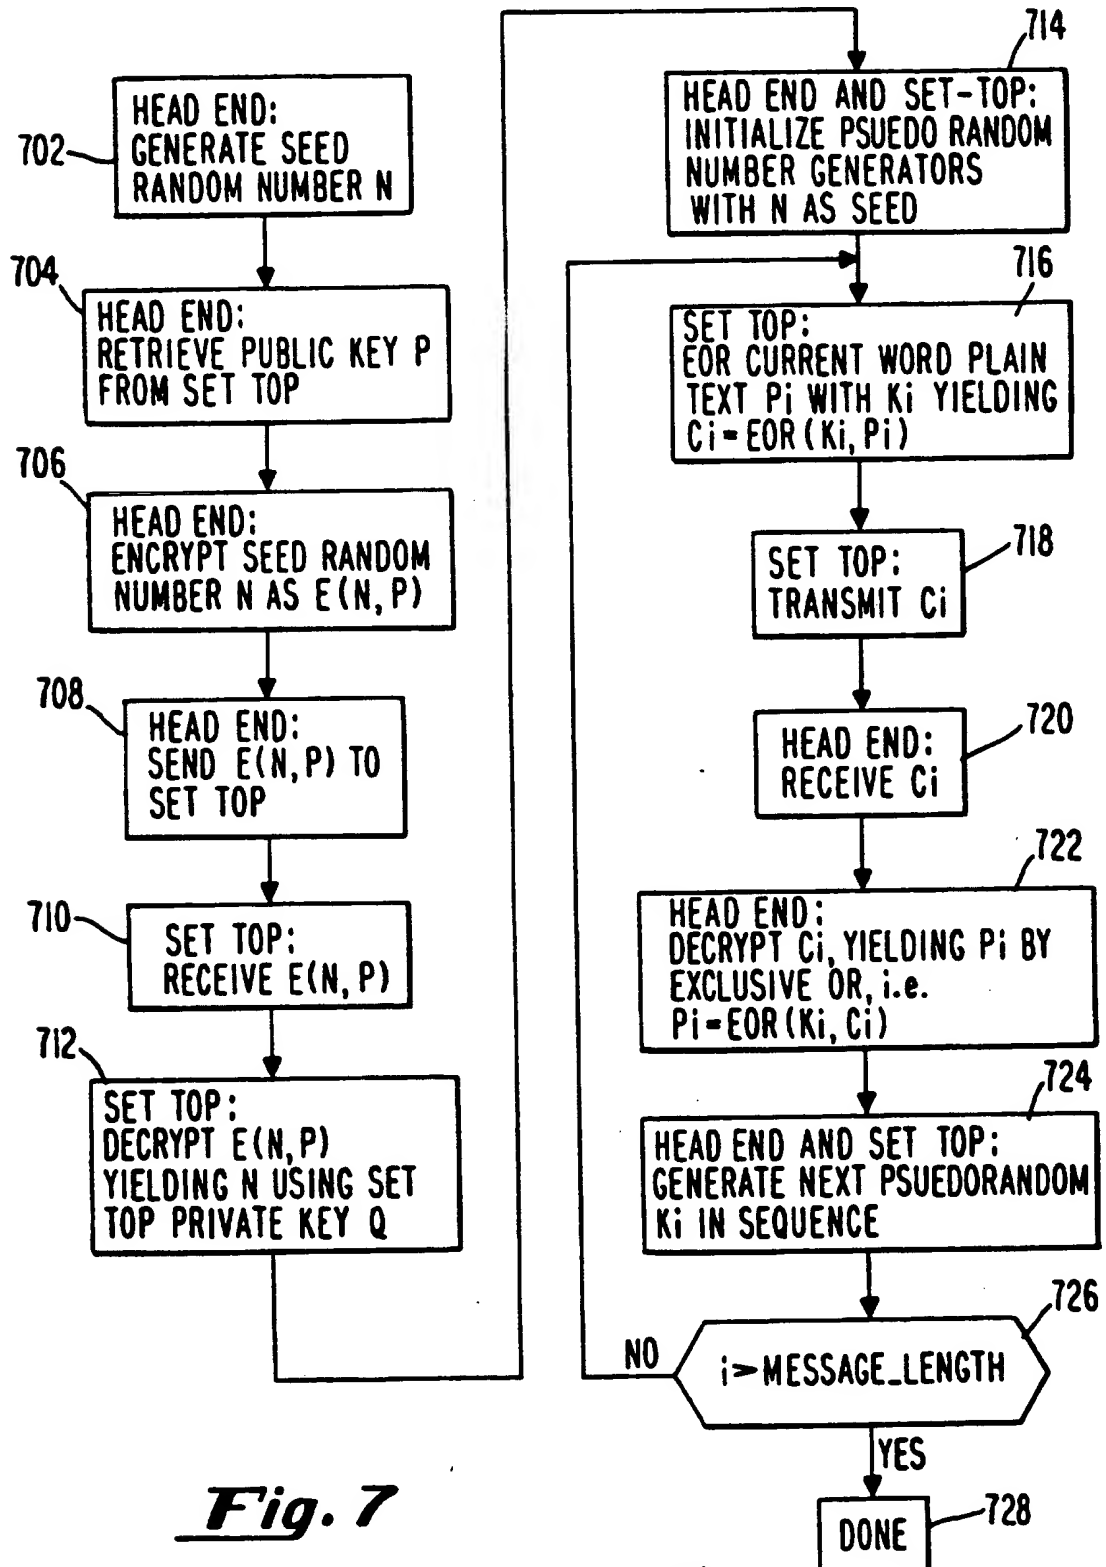 702
HEAD END:
GENERATE SEED
RANDOM NUMBER N
704
HEAD END:
RETRIEVE PUBLIC KEY P
FROM SET TOP
706
HEAD END:
ENCRYPT SEED RANDOM
NUMBER N AS E(N, P)
708
HEAD END:
SEND E(N, P) TO
SET TOP
710
SET TOP:
RECEIVE E(N, P)
712
SET TOP:
DECRYPT E(N, P)
YIELDING N USING SET
TOP PRIVATE KEY Q
714
HEAD END AND SET-TOP:
INITIALIZE PSUEDO RANDOM
NUMBER GENERATORS
WITH N AS SEED
716
SET TOP:
EOR CURRENT WORD PLAIN
TEXT Pi WITH Ki YIELDING
Ci=EOR(Ki, Pi)
718
SET TOP:
TRANSMIT Ci
720
HEAD END:
RECEIVE Ci
722
HEAD END:
DECRYPT Ci, YIELDING Pi BY
EXCLUSIVE OR, i.e.
Pi=EOR(Ki, Ci)
724
HEAD END AND SET TOP:
GENERATE NEXT PSUEDORANDOM
Ki IN SEQUENCE
726
i>MESSAGE_LENGTH
NO
YES
728
DONE
Fig. 7